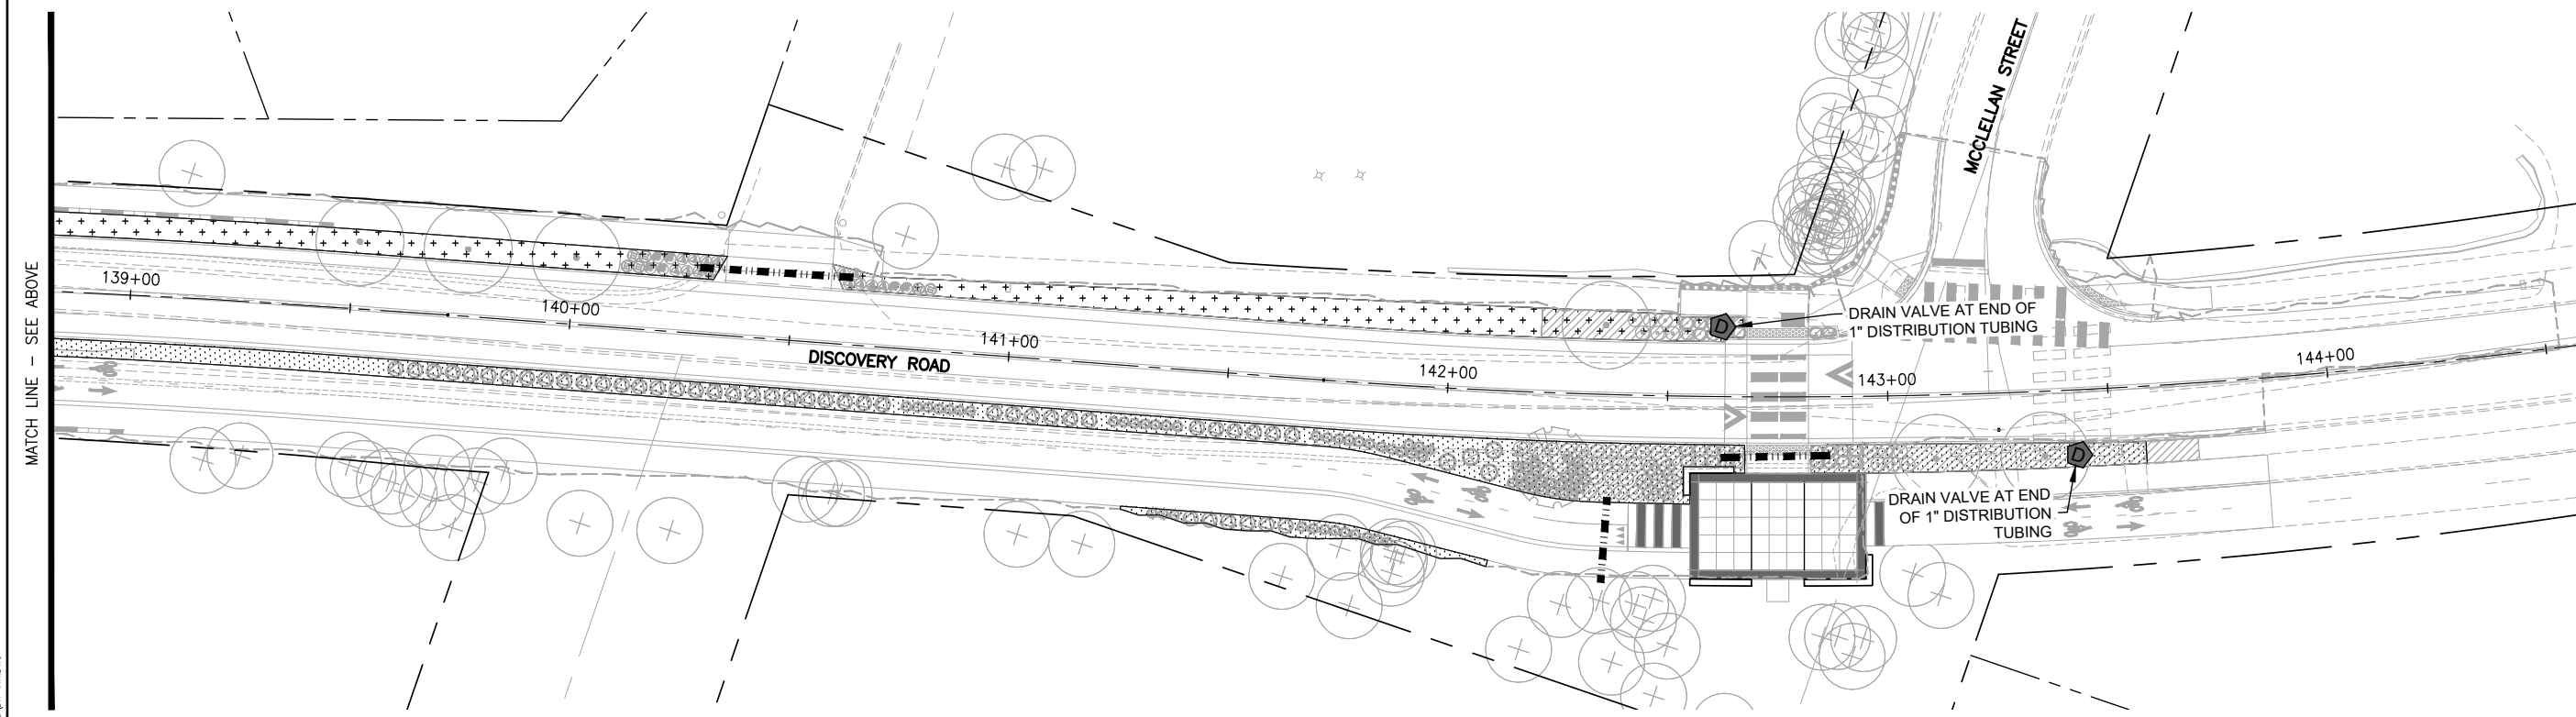 MATCH LINE – SEE ABOVE
MCCLELLAN STREET
139+00
140+00
141+00
142+00
143+00
144+00
DISCOVERY ROAD
D
DRAIN VALVE AT END OF
1" DISTRIBUTION TUBING
D
DRAIN VALVE AT END
OF 1" DISTRIBUTION
TUBING